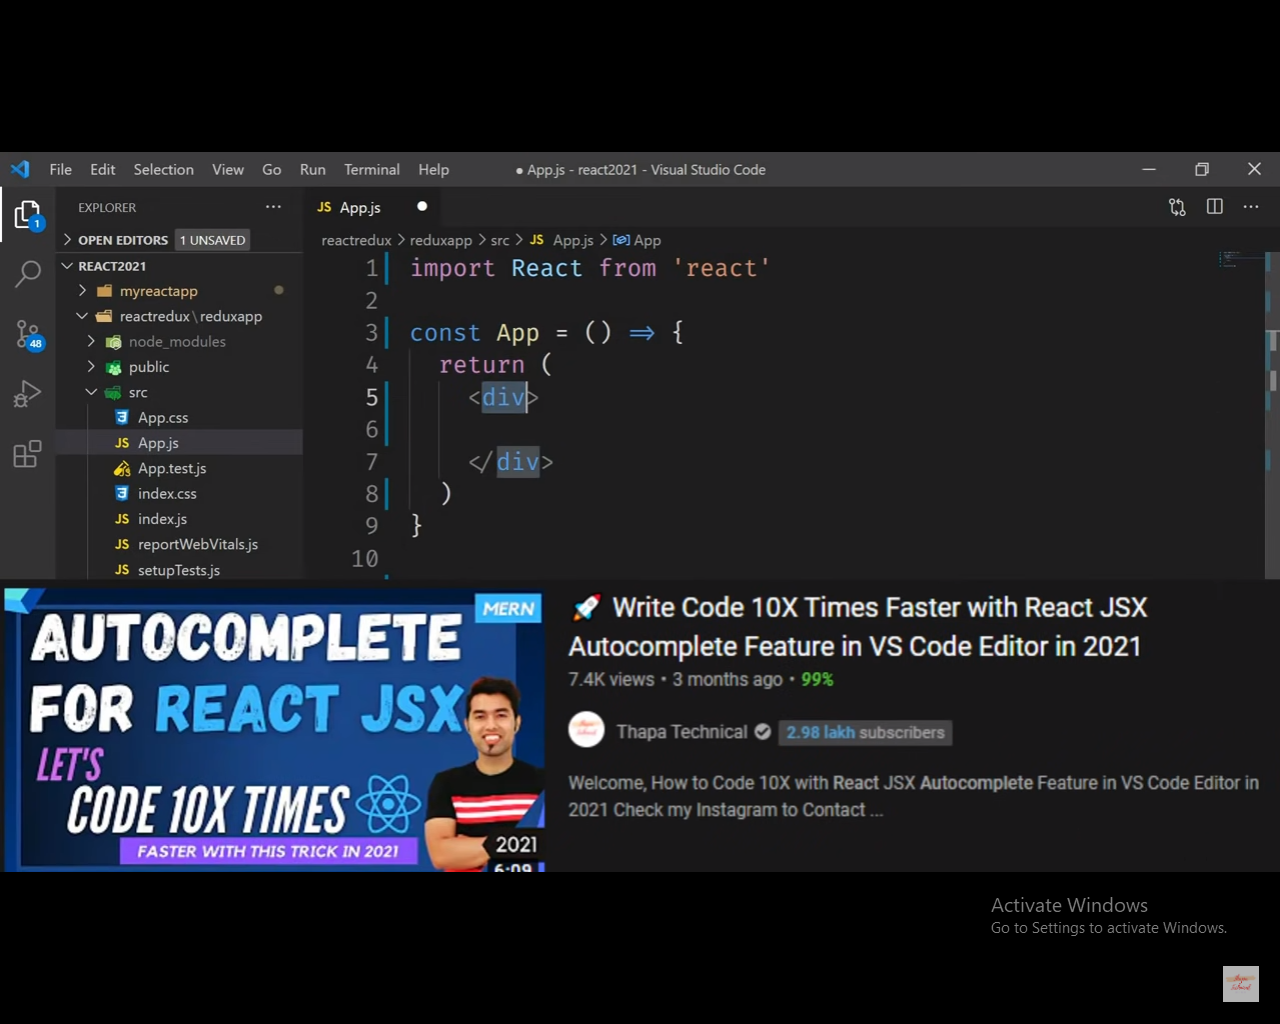 File Edit Selection View Go Run Terminal Help ● App.js - react2021 - Visual Studio Code
1
EXPLORER ···
JS App.js ●
OPEN EDITORS 1 UNSAVED
reactredux > reduxapp > src > JS App.js > App
REACT2021
myreactapp
reactredux\reduxapp
node_modules
public
src
App.css
JS App.js
App.test.js
index.css
JS index.js
JS reportWebVitals.js
JS setupTests.js
48
1 import React from 'react'
2
3 const App = () => {
4 return (
5 <div>
6
7 </div>
8 )
9 }
10
MERN
AUTOCOMPLETE
FOR REACT JSX
LET'S
CODE 10X TIMES
FASTER WITH THIS TRICK IN 2021
2021
6:09
🚀 Write Code 10X Times Faster with React JSX
Autocomplete Feature in VS Code Editor in 2021
7.4K views • 3 months ago • 99%
Thapa Technical 2.98 lakh subscribers
Welcome, How to Code 10X with React JSX Autocomplete Feature in VS Code Editor in
2021 Check my Instagram to Contact ...
Activate Windows
Go to Settings to activate Windows.
Thapa
Technical